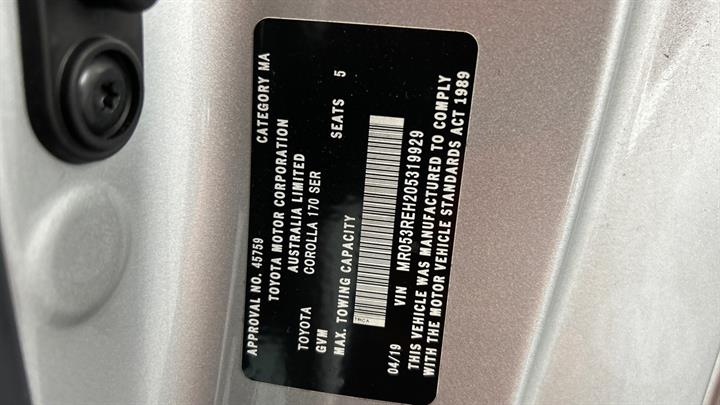 APPROVAL NO. 45759 CATEGORY MA
TOYOTA MOTOR CORPORATION
AUSTRALIA LIMITED
TOYOTA COROLLA 170 SER
GVM SEATS 5
MAX. TOWING CAPACITY
04/19 VIN MR053REH205319929
THIS VEHICLE WAS MANUFACTURED TO COMPLY
WITH THE MOTOR VEHICLE STANDARDS ACT 1989